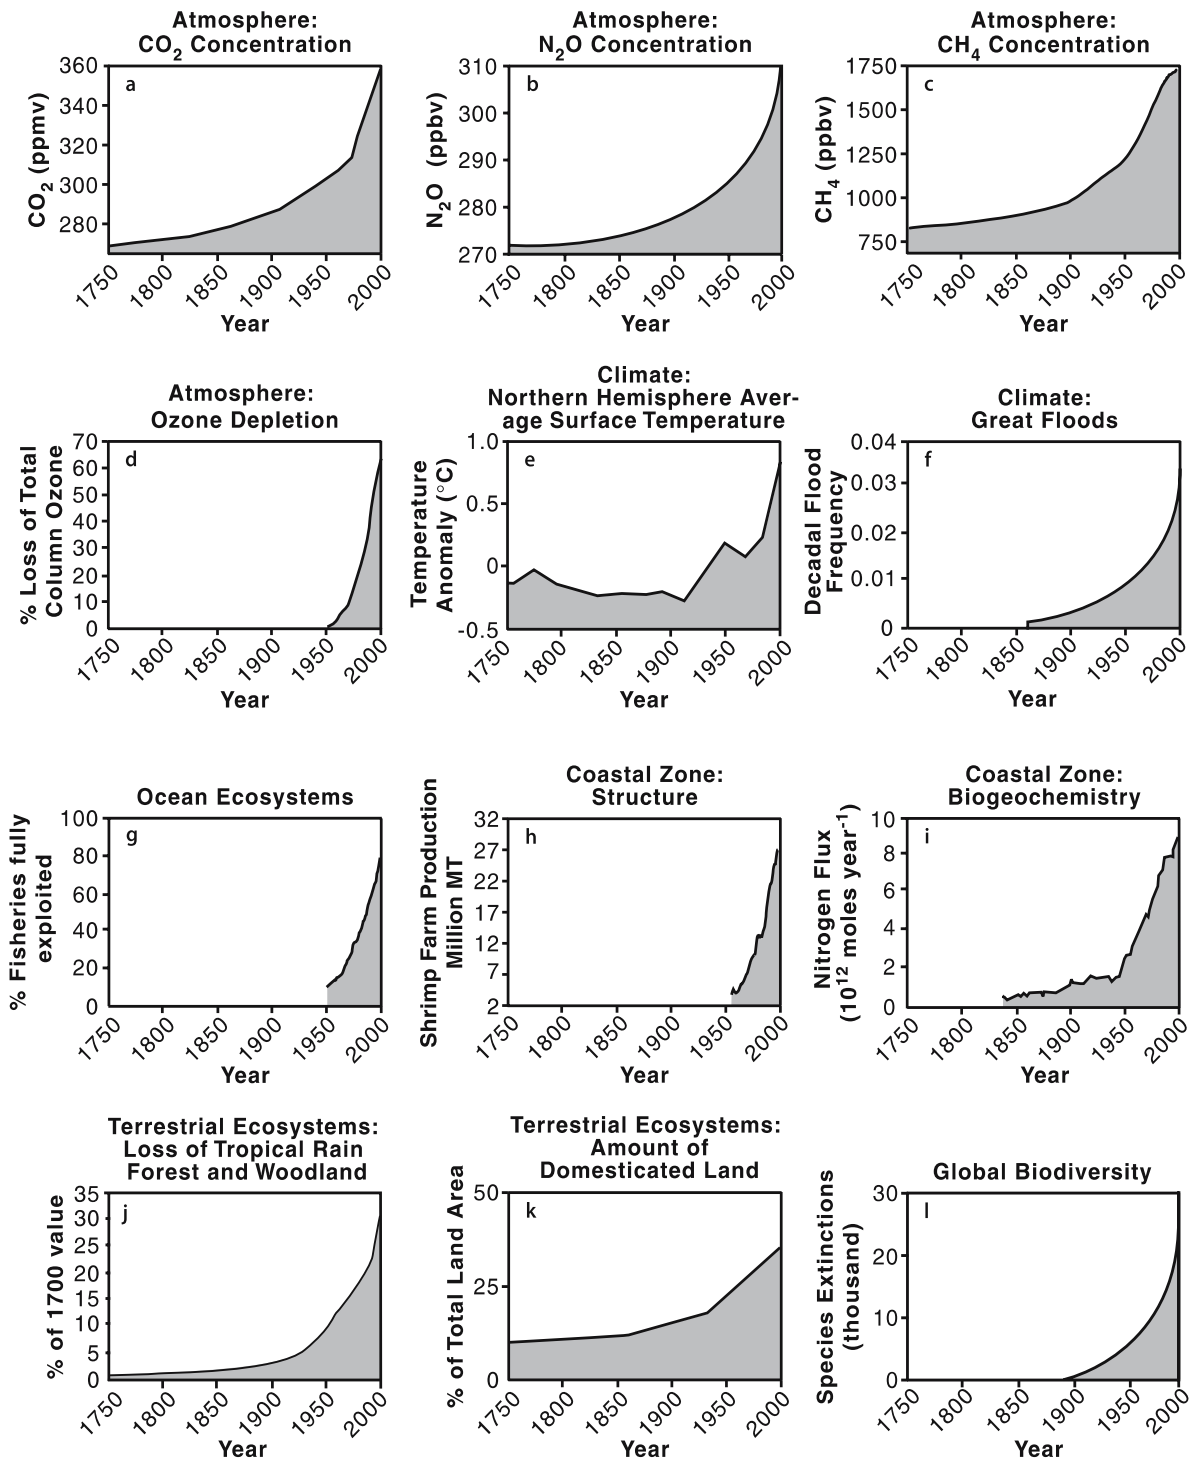 Atmosphere:
CO2 Concentration
a
CO2 (ppmv)
360
340
320
300
280
1750 1800 1850 1900 1950 2000
Year
Atmosphere:
N2O Concentration
b
N2O (ppbv)
310
300
290
280
270
1750 1800 1850 1900 1950 2000
Year
Atmosphere:
CH4 Concentration
c
CH4 (ppbv)
1750
1500
1250
1000
750
1750 1800 1850 1900 1950 2000
Year
Atmosphere:
Ozone Depletion
d
% Loss of Total
Column Ozone
70
60
50
40
30
20
10
0
1750 1800 1850 1900 1950 2000
Year
Climate:
Northern Hemisphere Aver-
age Surface Temperature
e
Temperature
Anomaly (°C)
1.0
0.5
0
-0.5
1750 1800 1850 1900 1950 2000
Year
Climate:
Great Floods
f
Decadal Flood
Frequency
0.04
0.03
0.02
0.01
0
1750 1800 1850 1900 1950 2000
Year
Ocean Ecosystems
g
% Fisheries fully
exploited
100
80
60
40
20
0
1750 1800 1850 1900 1950 2000
Year
Coastal Zone:
Structure
h
Shrimp Farm Production
Million MT
32
27
22
17
12
7
2
1750 1800 1850 1900 1950 2000
Year
Coastal Zone:
Biogeochemistry
i
Nitrogen Flux
(10¹² moles year⁻¹)
10
8
6
4
2
0
1750 1800 1850 1900 1950 2000
Year
Terrestrial Ecosystems:
Loss of Tropical Rain
Forest and Woodland
j
% of 1700 value
35
30
25
20
15
10
5
0
1750 1800 1850 1900 1950 2000
Year
Terrestrial Ecosystems:
Amount of
Domesticated Land
k
% of Total Land Area
50
25
0
1750 1800 1850 1900 1950 2000
Year
Global Biodiversity
l
Species Extinctions
(thousand)
30
20
10
0
1750 1800 1850 1900 1950 2000
Year